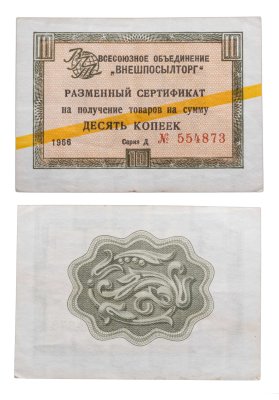 ВСЕСОЮЗНОЕ ОБЪЕДИНЕНИЕ
„ВНЕШПОСЫЛТОРГ"
РАЗМЕННЫЙ СЕРТИФИКАТ
на получение товаров на сумму
ДЕСЯТЬ КОПЕЕК
1966 Серия Д № 554873